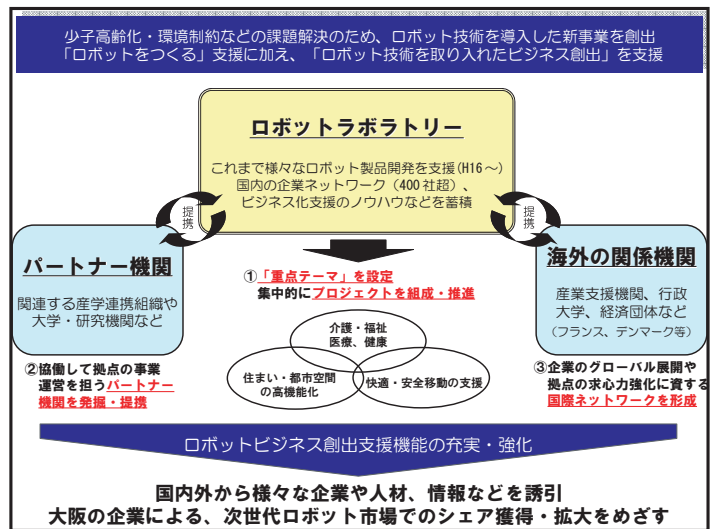 少子高齢化・環境制約などの課題解決のため、ロボット技術を導入した新事業を創出
「ロボットをつくる」支援に加え、「ロボット技術を取り入れたビジネス創出」を支援
ロボットラボラトリー
これまで様々なロボット製品開発を支援(H16～)
国内の企業ネットワーク（400社超）、
ビジネス化支援のノウハウなどを蓄積
提携
提携
パートナー機関
関連する産学連携組織や
大学・研究機関など
海外の関係機関
産業支援機関、行政
大学、経済団体など
（フランス、デンマーク等）
①「重点テーマ」を設定
集中的にプロジェクトを組成・推進
介護・福祉
医療、健康
住まい・都市空間
の高機能化
快適・安全移動の支援
②協働して拠点の事業
運営を担うパートナー
機関を発掘・提携
③企業のグローバル展開や
拠点の求心力強化に資する
国際ネットワークを形成
ロボットビジネス創出支援機能の充実・強化
国内外から様々な企業や人材、情報などを誘引
大阪の企業による、次世代ロボット市場でのシェア獲得・拡大をめざす